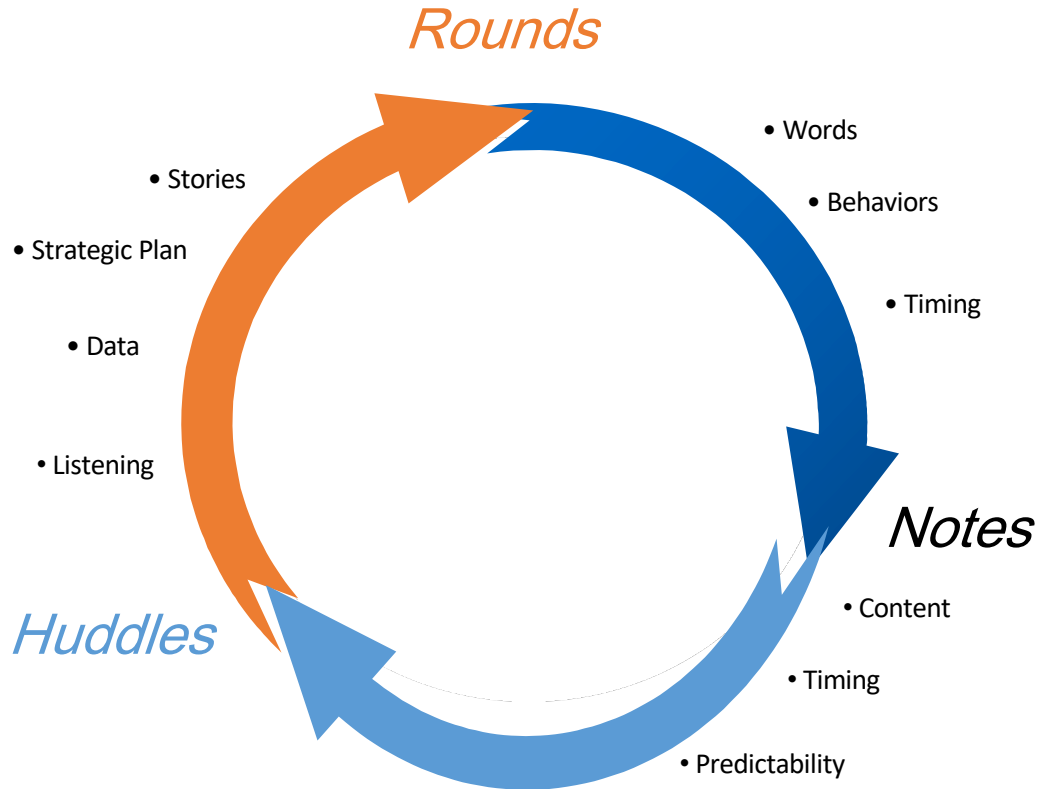 Rounds
• Words
• Behaviors
• Timing
Notes
• Content
• Timing
• Predictability
Huddles
• Listening
• Data
• Strategic Plan
• Stories